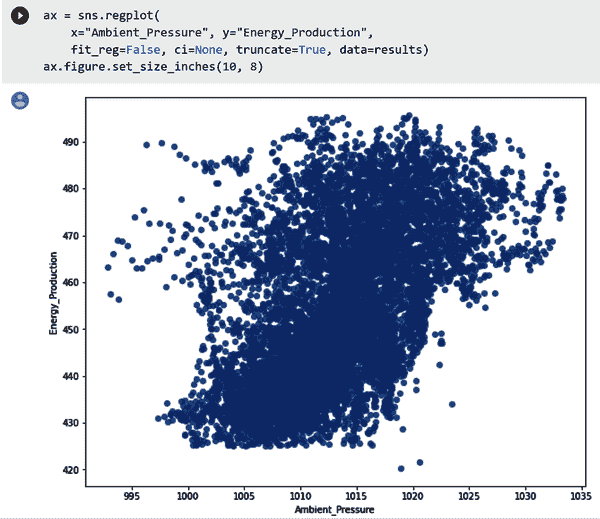 ax = sns.regplot(
x="Ambient_Pressure", y="Energy_Production",
fit_reg=False, ci=None, truncate=True, data=results)
ax.figure.set_size_inches(10, 8)
490
480
470
460
450
440
430
420
Energy_Production
995 1000 1005 1010 1015 1020 1025 1030 1035
Ambient_Pressure